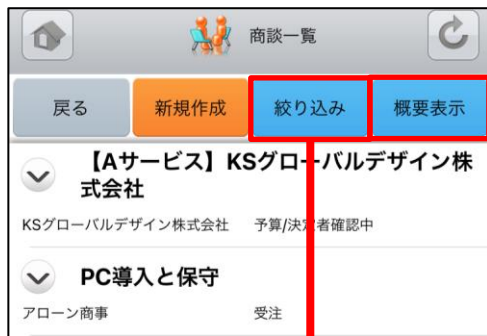 商談一覧
戻る 新規作成 絞り込み 概要表示
【Aサービス】KSグローバルデザイン株
式会社
KSグローバルデザイン株式会社 予算/決定者確認中
PC導入と保守
アローン商事 受注